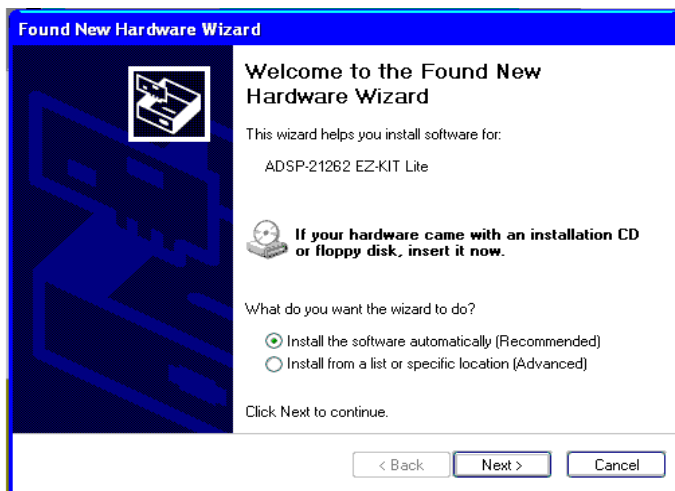 Found New Hardware Wizard
Welcome to the Found New
Hardware Wizard
This wizard helps you install software for:
ADSP-21262 EZ-KIT Lite
If your hardware came with an installation CD
or floppy disk, insert it now.
What do you want the wizard to do?
Install the software automatically (Recommended)
Install from a list or specific location (Advanced)
Click Next to continue.
< Back Next > Cancel